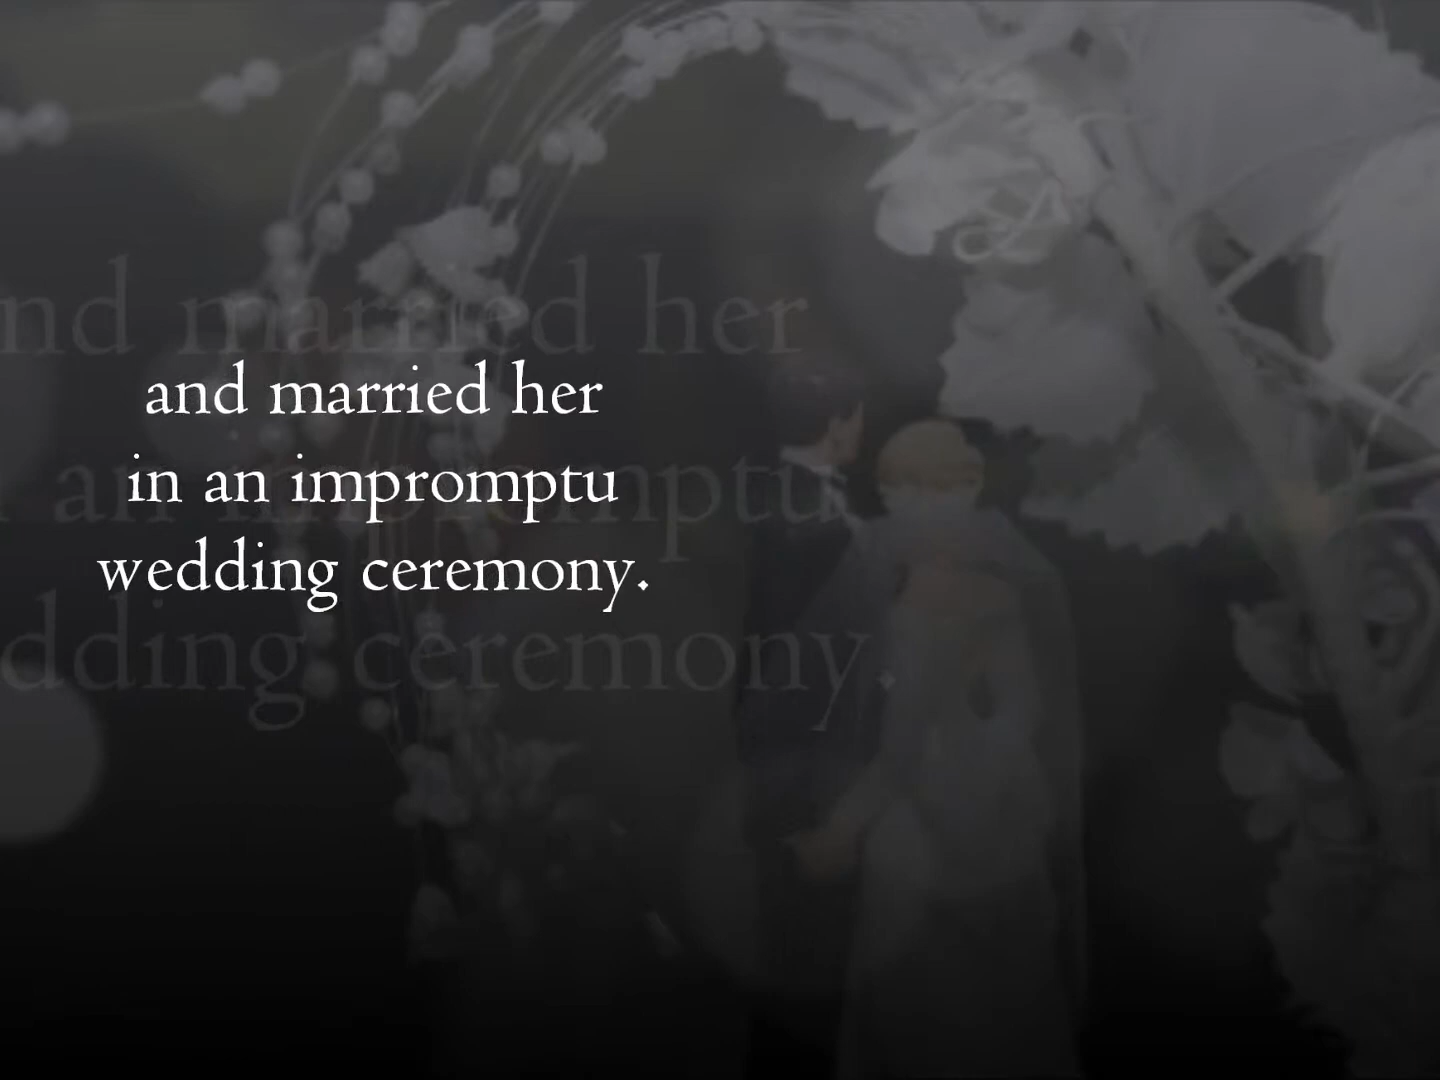 and married her
in an impromptu
wedding ceremony.